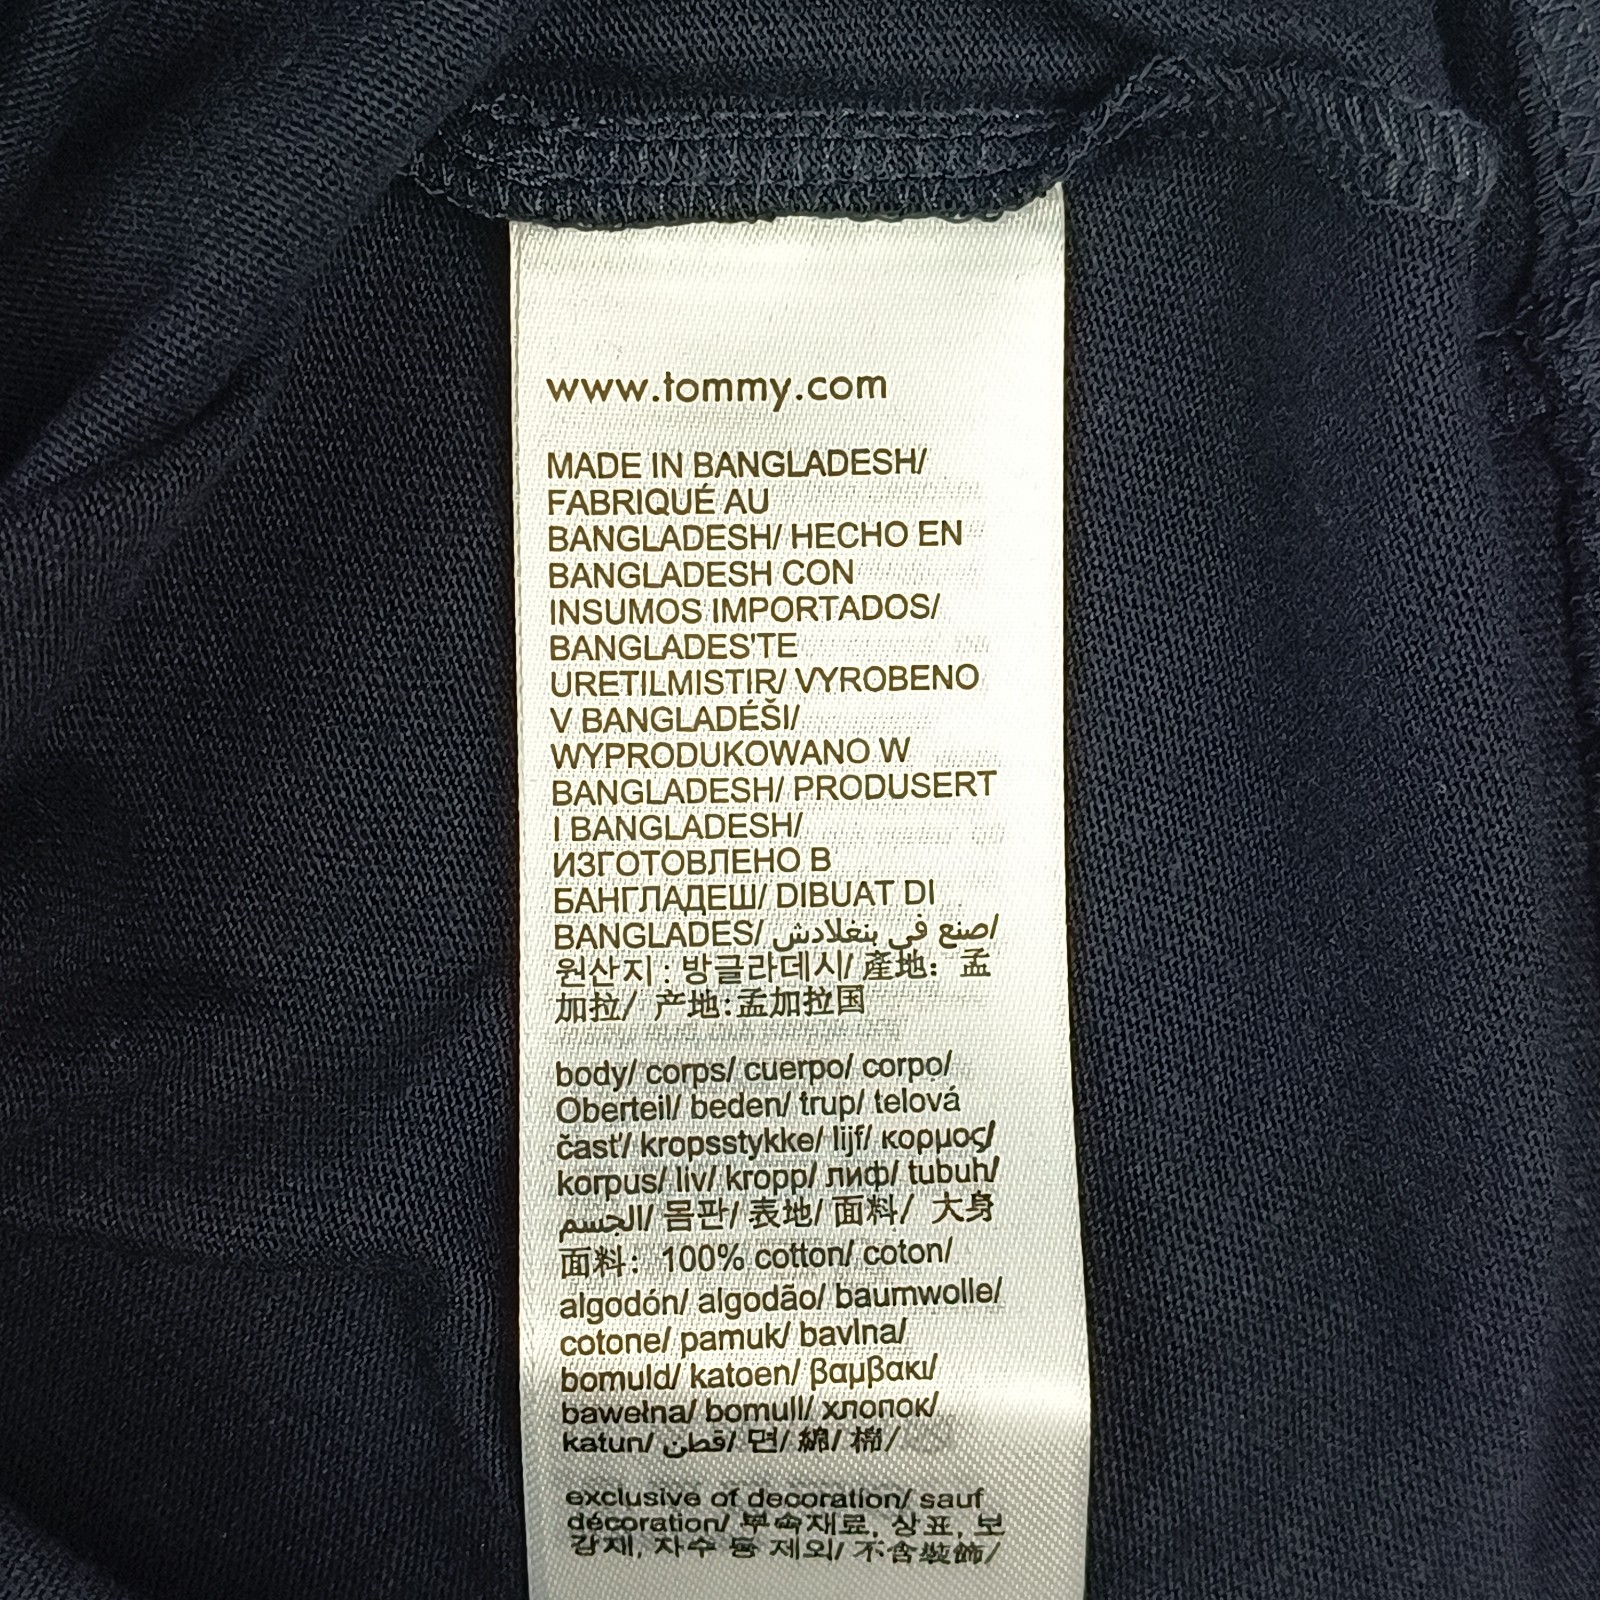 www.tommy.com
MADE IN BANGLADESH/
FABRIQUÉ AU
BANGLADESH/ HECHO EN
BANGLADESH CON
INSUMOS IMPORTADOS/
BANGLADES'TE
URETILMISTIR/ VYROBENO
V BANGLADÉŠI/
WYPRODUKOWANO W
BANGLADESH/ PRODUSERT
I BANGLADESH/
ИЗГОТОВЛЕНО В
БАНГЛАДЕШ/ DIBUAT DI
BANGLADES/ صنع في بنغلادش/
원산지 : 방글라데시/ 產地: 孟
加拉/ 产地:孟加拉国
body/ corps/ cuerpo/ corpo/
Oberteil/ beden/ trup/ telová
časť/ kropsstykke/ lijf/ κορμος/
korpus/ liv/ kropp/ лиф/ tubuh/
الجسم/ 몸판/ 表地/ 面料/ 大身
面料: 100% cotton/ coton/
algodón/ algodão/ baumwolle/
cotone/ pamuk/ bavlna/
bomuld/ katoen/ βαμβακι/
bawełna/ bomull/ хлопок/
katun/ قطن/ 면/ 綿/ 棉/
exclusive of decoration/ sauf
décoration/ 부속재료, 상표, 보
강재, 자수 등 제외/ 不含裝飾/